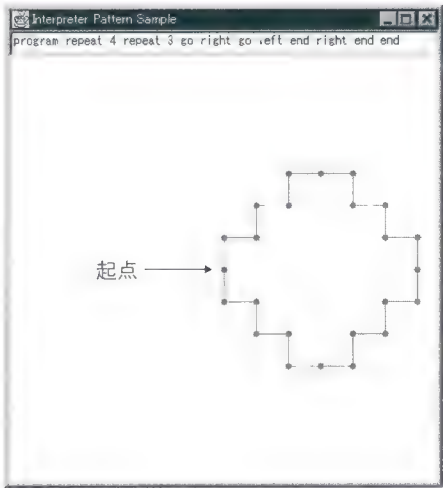 Interpreter Pattern Sample
program repeat 4 repeat 3 go right go left end right end end
起点